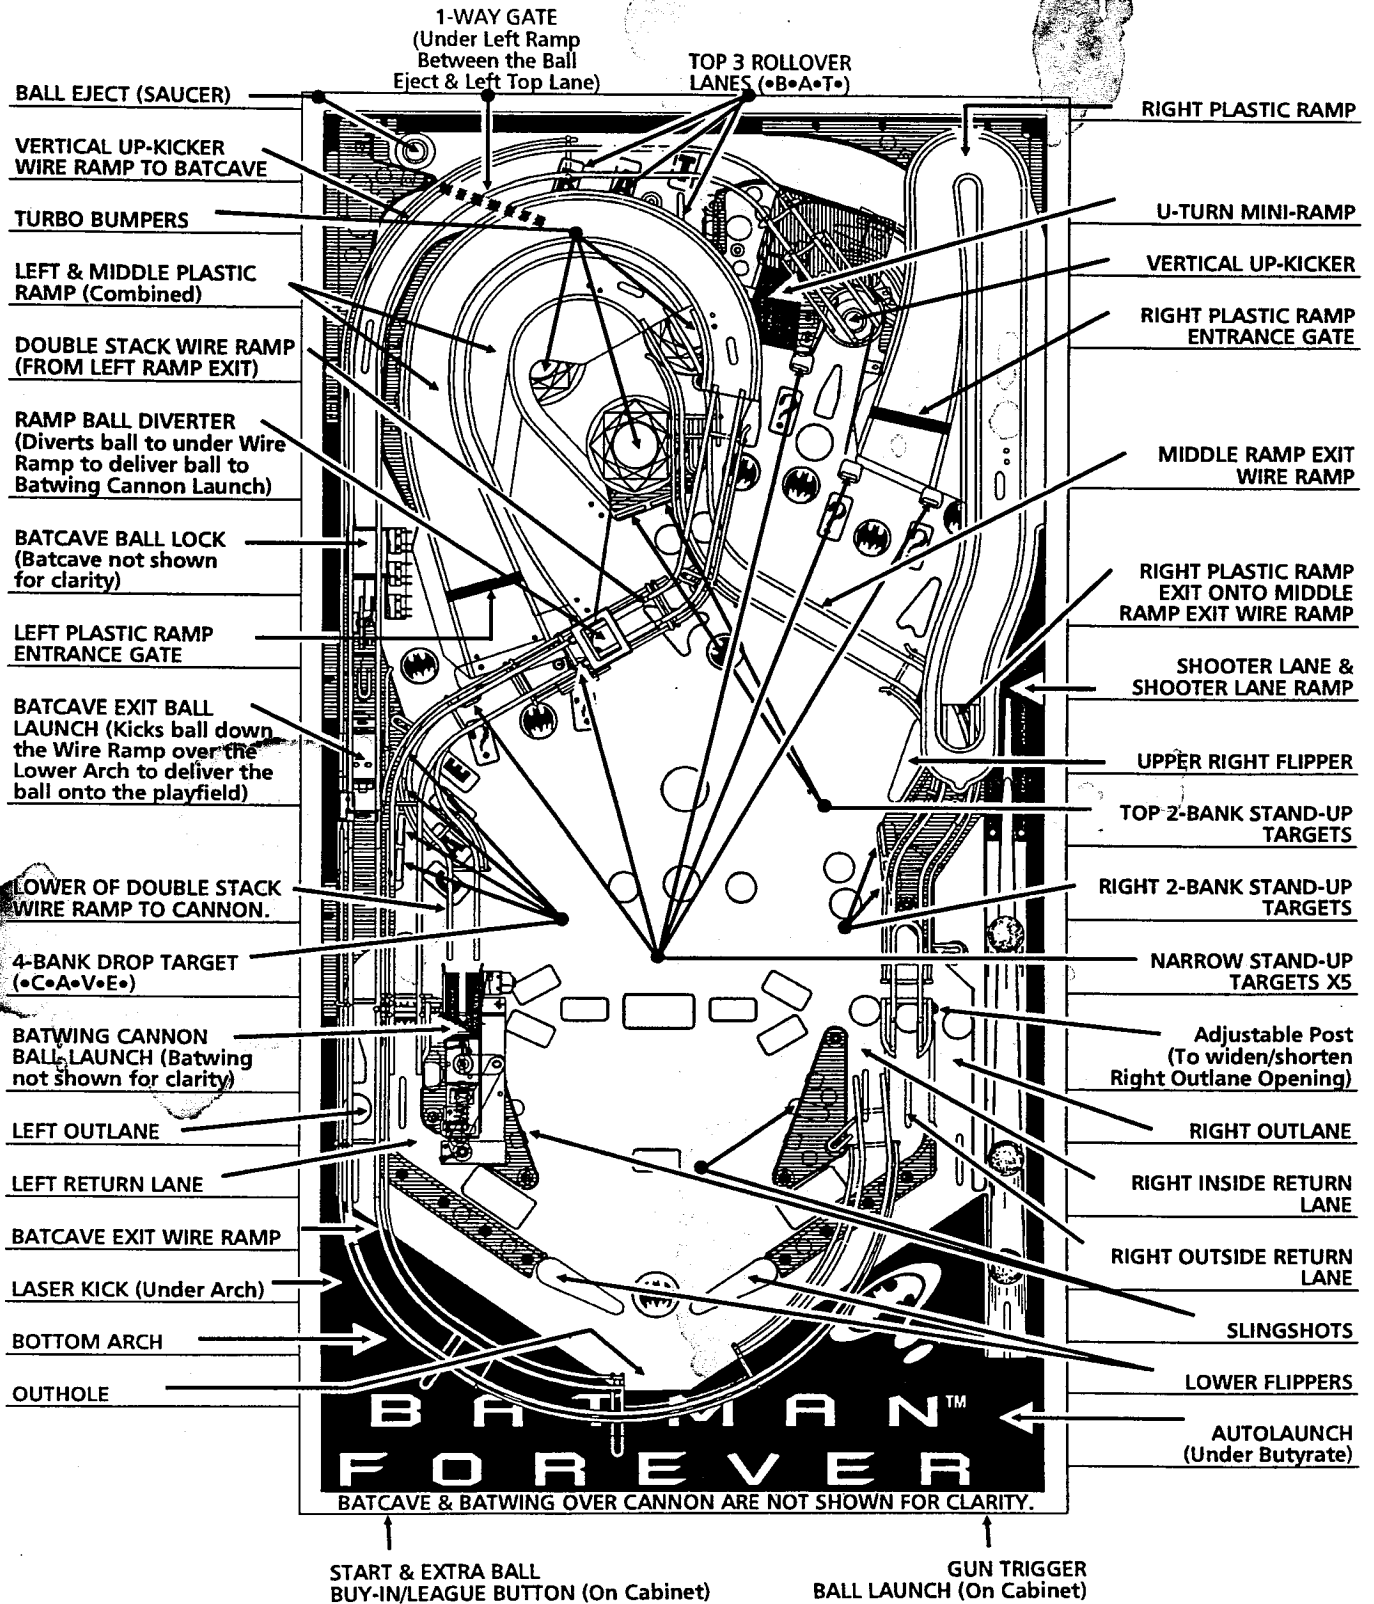 1-WAY GATE
(Under Left Ramp
Between the Ball
Eject & Left Top Lane)
TOP 3 ROLLOVER
LANES (•B•A•T•)
BALL EJECT (SAUCER)
VERTICAL UP-KICKER
WIRE RAMP TO BATCAVE
TURBO BUMPERS
LEFT & MIDDLE PLASTIC
RAMP (Combined)
DOUBLE STACK WIRE RAMP
(FROM LEFT RAMP EXIT)
RAMP BALL DIVERTER
(Diverts ball to under Wire
Ramp to deliver ball to
Batwing Cannon Launch)
BATCAVE BALL LOCK
(Batcave not shown
for clarity)
LEFT PLASTIC RAMP
ENTRANCE GATE
BATCAVE EXIT BALL
LAUNCH (Kicks ball down
the Wire Ramp over the
Lower Arch to deliver the
ball onto the playfield)
LOWER OF DOUBLE STACK
WIRE RAMP TO CANNON.
4-BANK DROP TARGET
(•C•A•V•E•)
BATWING CANNON
BALL LAUNCH (Batwing
not shown for clarity)
LEFT OUTLANE
LEFT RETURN LANE
BATCAVE EXIT WIRE RAMP
LASER KICK (Under Arch)
BOTTOM ARCH
OUTHOLE
RIGHT PLASTIC RAMP
U-TURN MINI-RAMP
VERTICAL UP-KICKER
RIGHT PLASTIC RAMP
ENTRANCE GATE
MIDDLE RAMP EXIT
WIRE RAMP
RIGHT PLASTIC RAMP
EXIT ONTO MIDDLE
RAMP EXIT WIRE RAMP
SHOOTER LANE &
SHOOTER LANE RAMP
UPPER RIGHT FLIPPER
TOP 2-BANK STAND-UP
TARGETS
RIGHT 2-BANK STAND-UP
TARGETS
NARROW STAND-UP
TARGETS X5
Adjustable Post
(To widen/shorten
Right Outlane Opening)
RIGHT OUTLANE
RIGHT INSIDE RETURN
LANE
RIGHT OUTSIDE RETURN
LANE
SLINGSHOTS
LOWER FLIPPERS
AUTOLAUNCH
(Under Butyrate)
A T
?
?
?
?
E
BATMAN™
FOREVER
BATCAVE & BATWING OVER CANNON ARE NOT SHOWN FOR CLARITY.
START & EXTRA BALL
BUY-IN/LEAGUE BUTTON (On Cabinet)
GUN TRIGGER
BALL LAUNCH (On Cabinet)